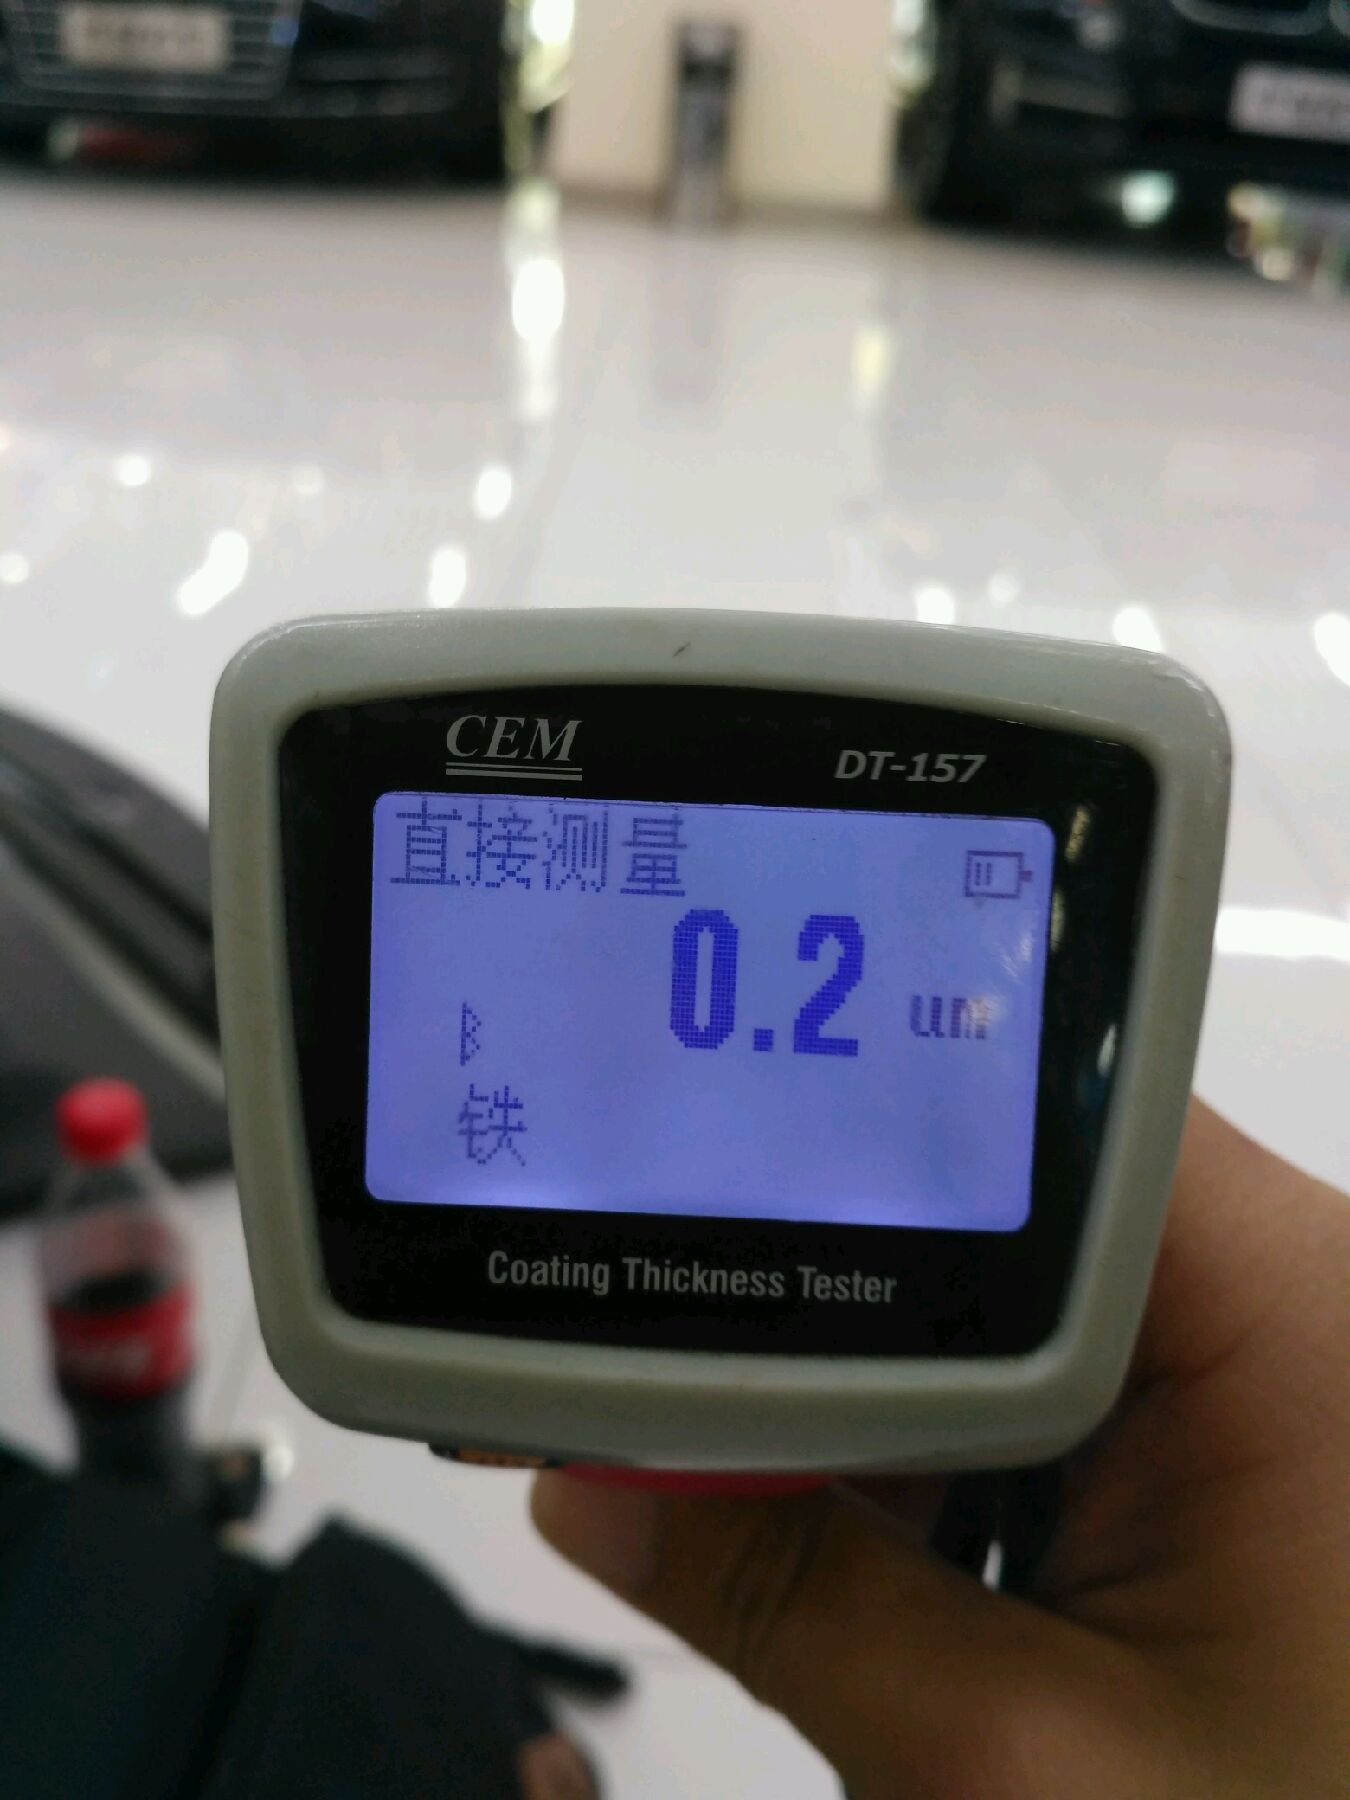 CEM
DT-157
直接测量
0.2 um
铁
Coating Thickness Tester